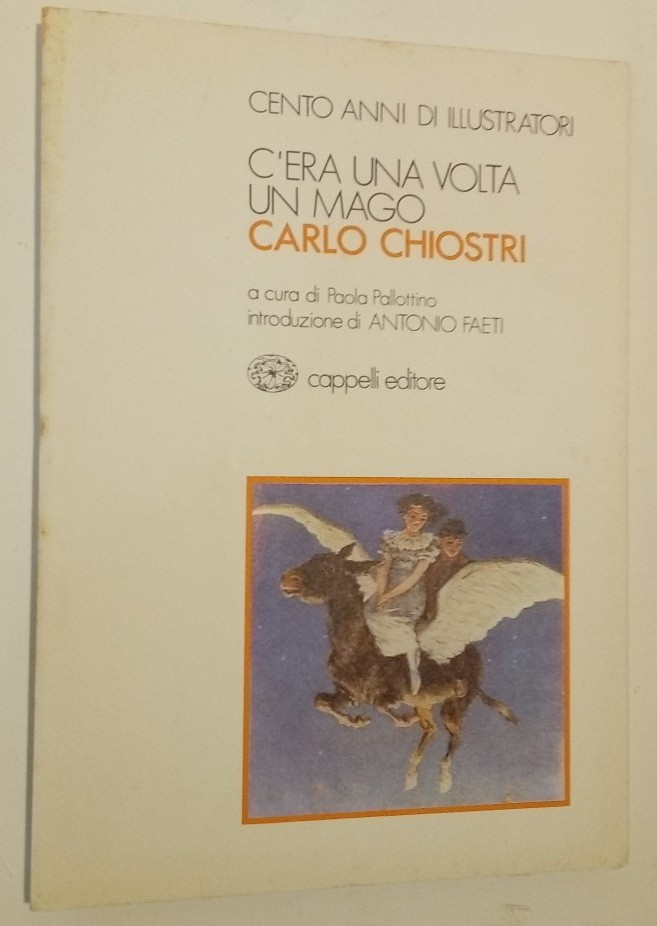 CENTO ANNI DI ILLUSTRATORI
C'ERA UNA VOLTA
UN MAGO
CARLO CHIOSTRI
a cura di Paola Pallottino
introduzione di ANTONIO FAETI
cappelli editore